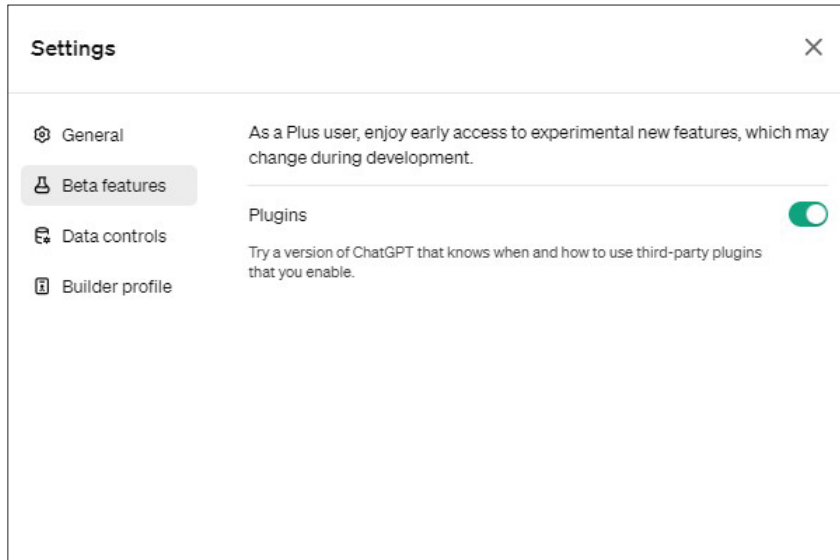 Settings
General
Beta features
Data controls
Builder profile
As a Plus user, enjoy early access to experimental new features, which may
change during development.
Plugins
Try a version of ChatGPT that knows when and how to use third-party plugins
that you enable.